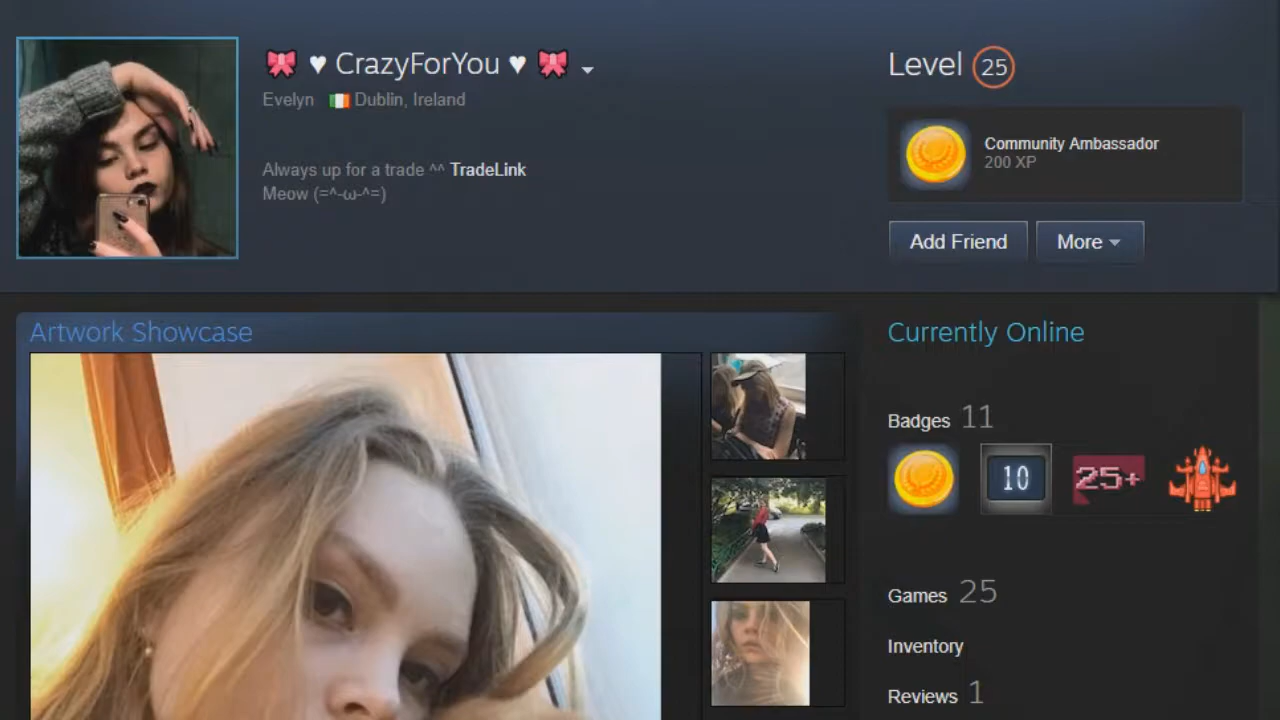 🎀 ♥ CrazyForYou ♥ 🎀
Evelyn Dublin, Ireland
Always up for a trade ^^ TradeLink
Meow (=^-ω-^=)
Level 25
Community Ambassador
200 XP
Add Friend
More
Artwork Showcase
Currently Online
Badges 11
10
25+
Games 25
Inventory
Reviews 1